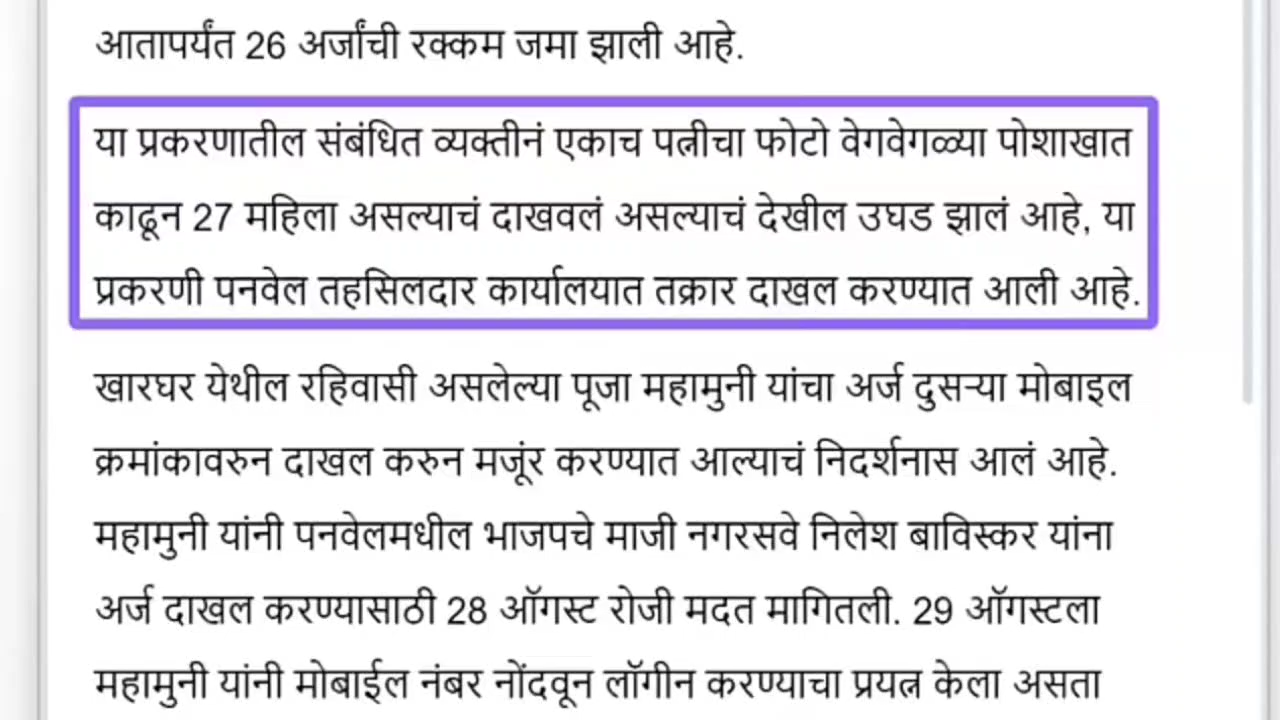 आतापर्यंत 26 अर्जांची रक्कम जमा झाली आहे.
या प्रकरणातील संबंधित व्यक्तीनं एकाच पत्नीचा फोटो वेगवेगळ्या पोशाखात
काढून 27 महिला असल्याचं दाखवलं असल्याचं देखील उघड झालं आहे, या
प्रकरणी पनवेल तहसिलदार कार्यालयात तक्रार दाखल करण्यात आली आहे.
खारघर येथील रहिवासी असलेल्या पूजा महामुनी यांचा अर्ज दुसऱ्या मोबाइल
क्रमांकावरुन दाखल करुन मजूंर करण्यात आल्याचं निदर्शनास आलं आहे.
महामुनी यांनी पनवेलमधील भाजपचे माजी नगरसवे निलेश बाविस्कर यांना
अर्ज दाखल करण्यासाठी 28 ऑगस्ट रोजी मदत मागितली. 29 ऑगस्टला
महामुनी यांनी मोबाईल नंबर नोंदवून लॉगीन करण्याचा प्रयत्न केला असता